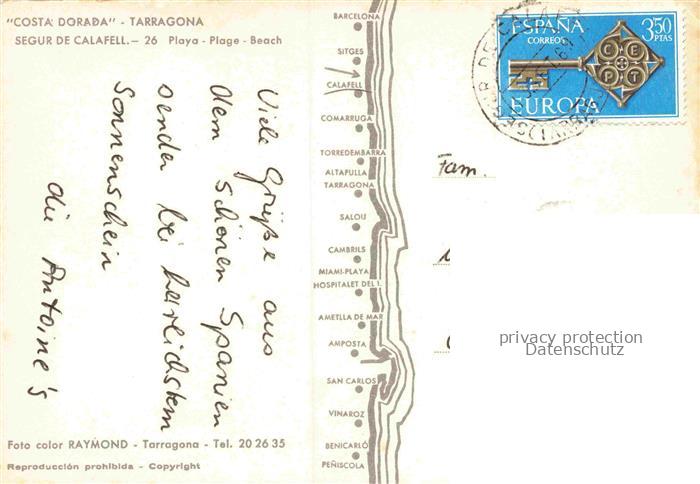 "COSTA DORADA" - TARRAGONA
SEGUR DE CALAFELL. - 26 Playa - Plage - Beach
Viele Grüße aus
dem schönen Spanien
senden bei herrlichstem
Sonnenschein
die Antoine's
Foto color RAYMOND - Tarragona - Tel. 20 26 35
Reproducción prohibida - Copyright
BARCELONA
SITGES
CALAFELL
COMARRUGA
TORREDEMBARRA
ALTAFULLA
TARRAGONA
SALOU
CAMBRILS
MIAMI-PLAYA
HOSPITALET DEL I.
AMETLLA DE MAR
AMPOSTA
SAN CARLOS
VINAROZ
BENICARLÓ
PEÑISCOLA
ESPAÑA
CORREOS
3,50
PTAS
CEPT
EUROPA
Fam.
privacy protection
Datenschutz